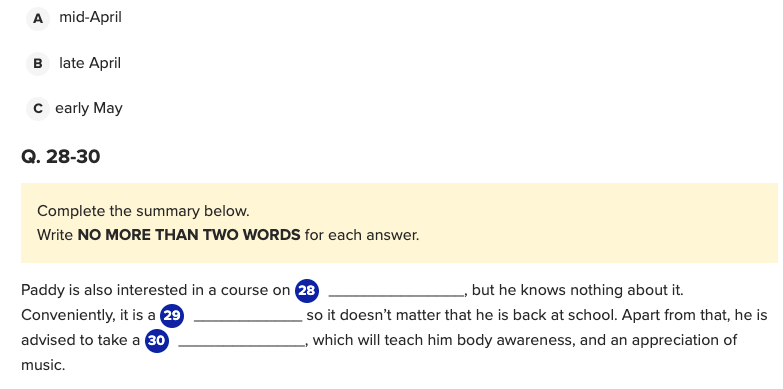 A mid-April
B late April
C early May
Q. 28-30
Complete the summary below.
Write NO MORE THAN TWO WORDS for each answer.
Paddy is also interested in a course on 28 ________________, but he knows nothing about it.
Conveniently, it is a 29 _____________ so it doesn't matter that he is back at school. Apart from that, he is
advised to take a 30 _______________, which will teach him body awareness, and an appreciation of
music.